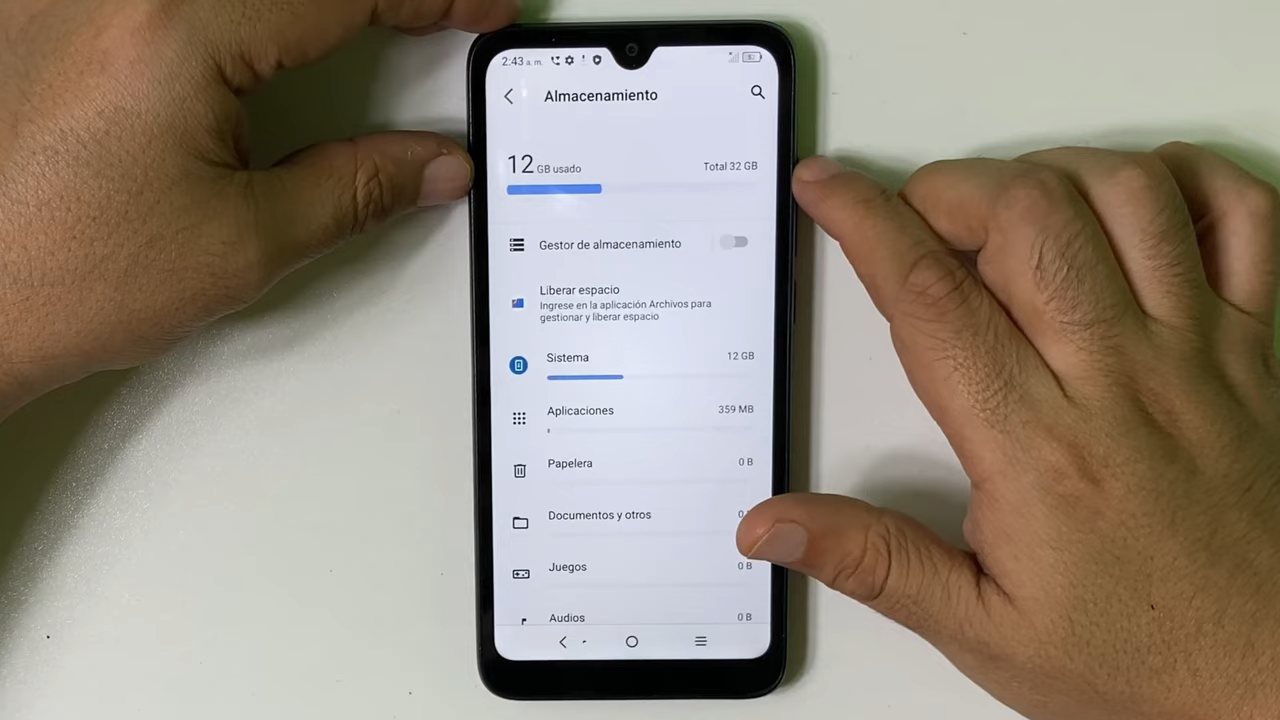 2:43 a. m.
Almacenamiento
12 GB usado Total 32 GB
Gestor de almacenamiento
Liberar espacio
Ingrese en la aplicación Archivos para
gestionar y liberar espacio
Sistema 12 GB
Aplicaciones 359 MB
Papelera 0 B
Documentos y otros 0
Juegos 0 B
Audios 0 B